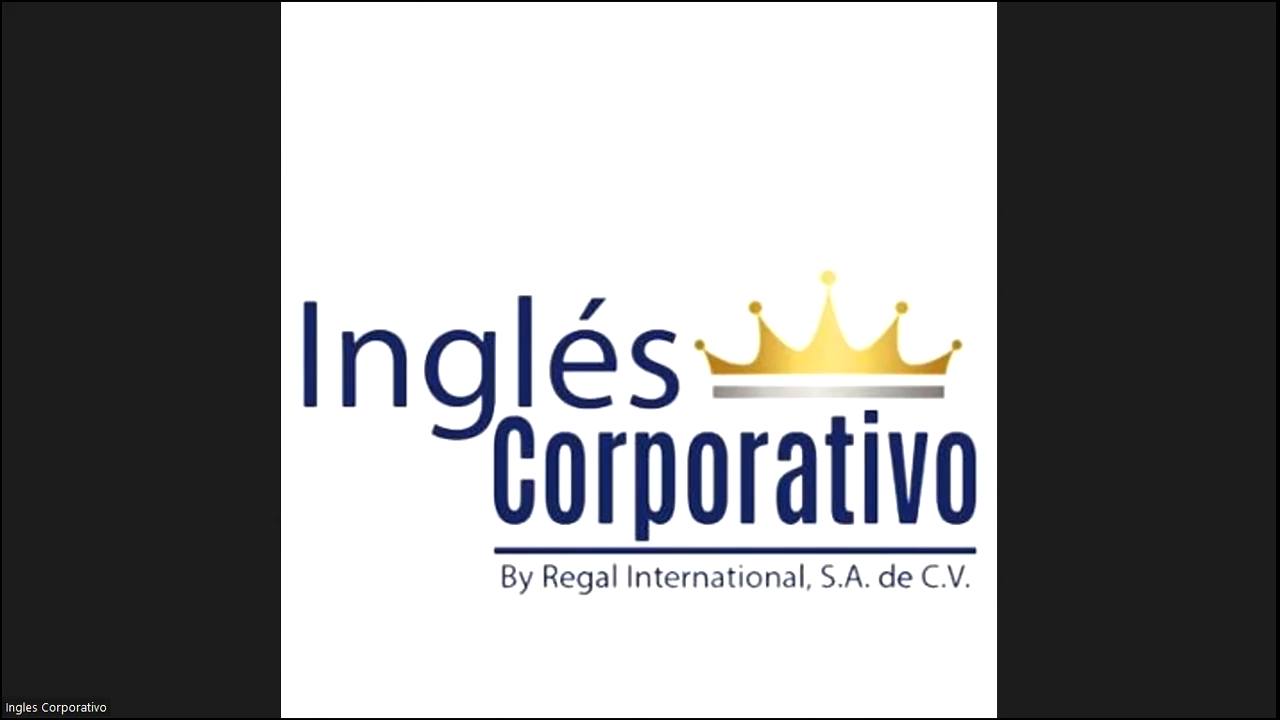 Inglés
Corporativo
By Regal International, S.A. de C.V.
Ingles Corporativo